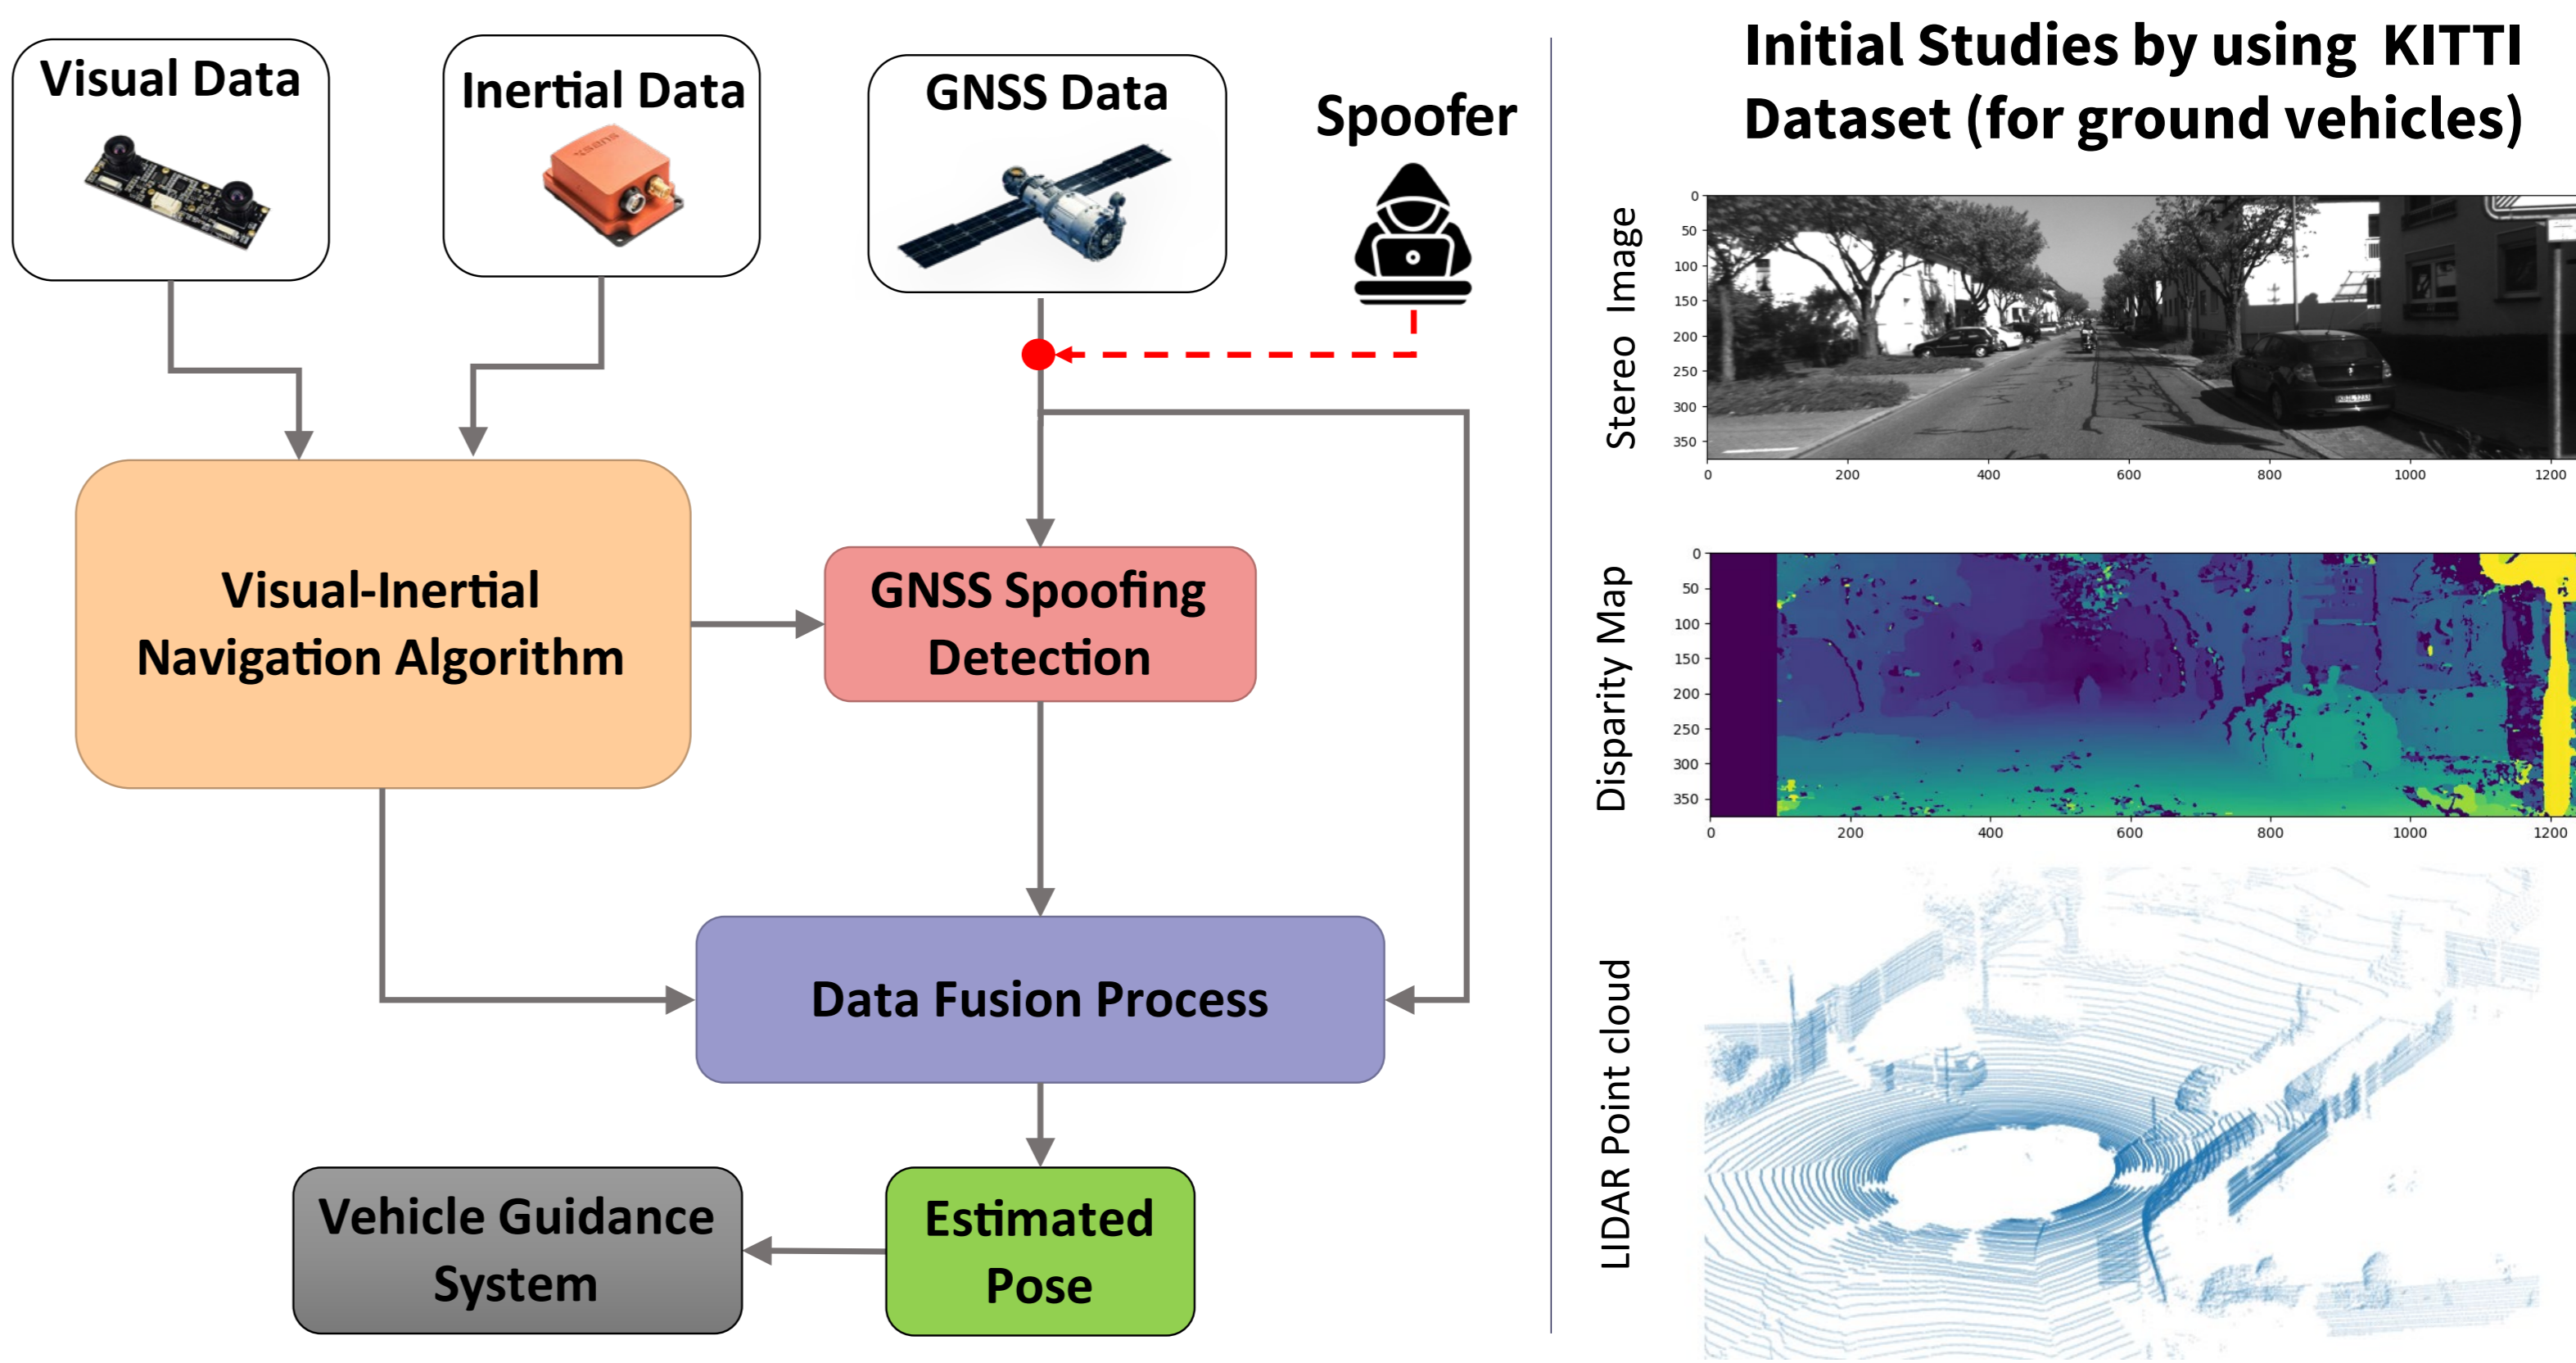 Visual Data
Inertial Data
GNSS Data
Spoofer
xsens
Visual-Inertial
Navigation Algorithm
GNSS Spoofing
Detection
Data Fusion Process
Vehicle Guidance
System
Estimated
Pose
Initial Studies by using KITTI
Dataset (for ground vehicles)
Stereo Image
0
50
100
150
200
250
300
350
0 200 400 600 800 1000 1200
Disparity Map
0
50
100
150
200
250
300
350
0 200 400 600 800 1000 1200
LIDAR Point cloud